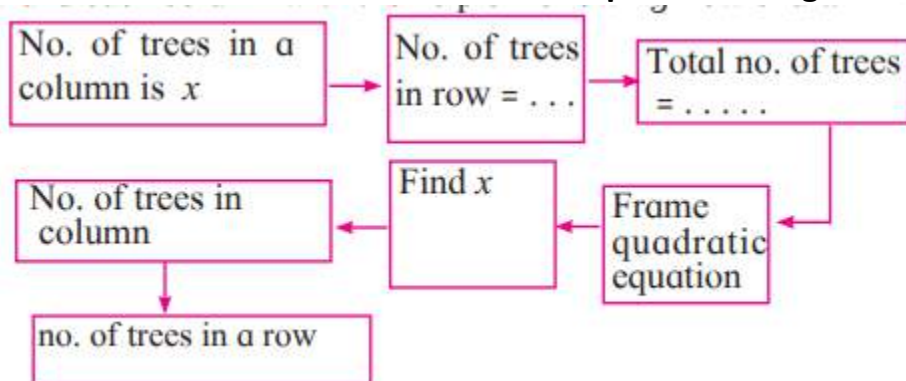 No. of trees in a
column is x
No. of trees
in row = . . .
Total no. of trees
= . . . . .
Frame
quadratic
equation
Find x
No. of trees in
column
no. of trees in a row